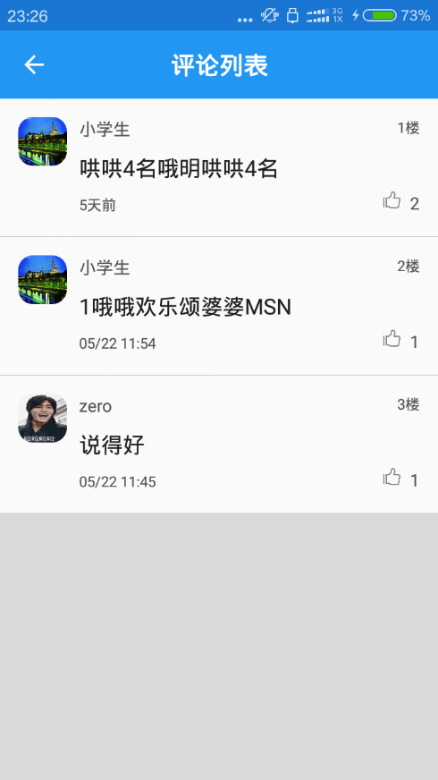 23:26
3G
1X
73%
评论列表
小学生
1楼
哄哄4名哦明哄哄4名
5天前
2
小学生
2楼
1哦哦欢乐颂婆婆MSN
05/22 11:54
1
zero
3楼
说得好
05/22 11:45
1